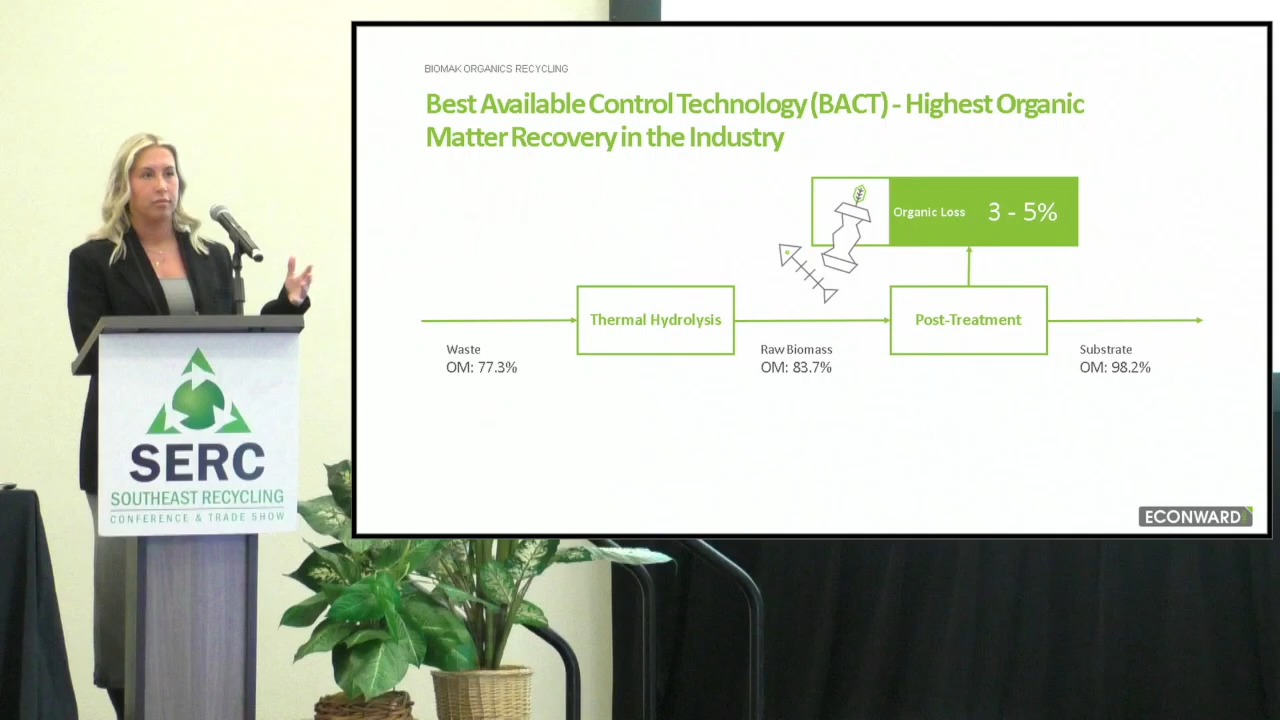 BIOMAK ORGANICS RECYCLING
Best Available Control Technology (BACT) - Highest Organic
Matter Recovery in the Industry
Organic Loss 3 - 5%
Thermal Hydrolysis
Post-Treatment
Waste
OM: 77.3%
Raw Biomass
OM: 83.7%
Substrate
OM: 98.2%
ECONWARD
SERC
SOUTHEAST RECYCLING
CONFERENCE & TRADE SHOW